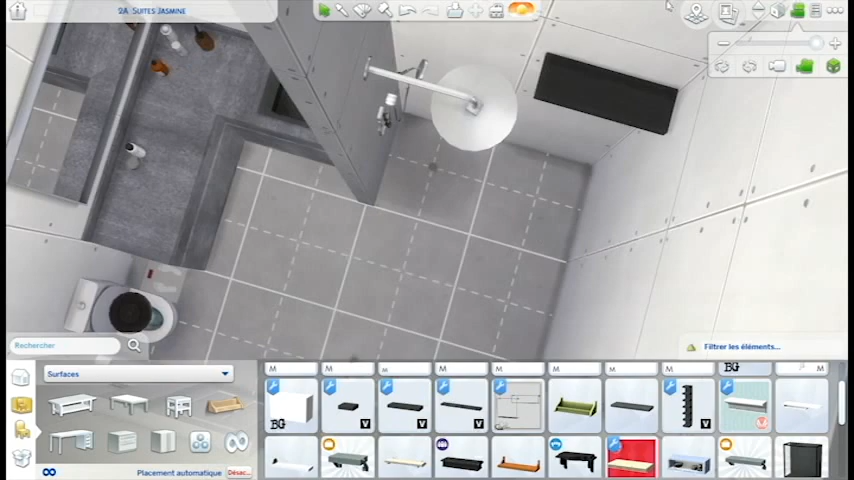 2A SUITES JASMINE
Rechercher
Filtrer les éléments...
Surfaces
Placement automatique
Désac...
M M M M M M M BG M
BG V V V V